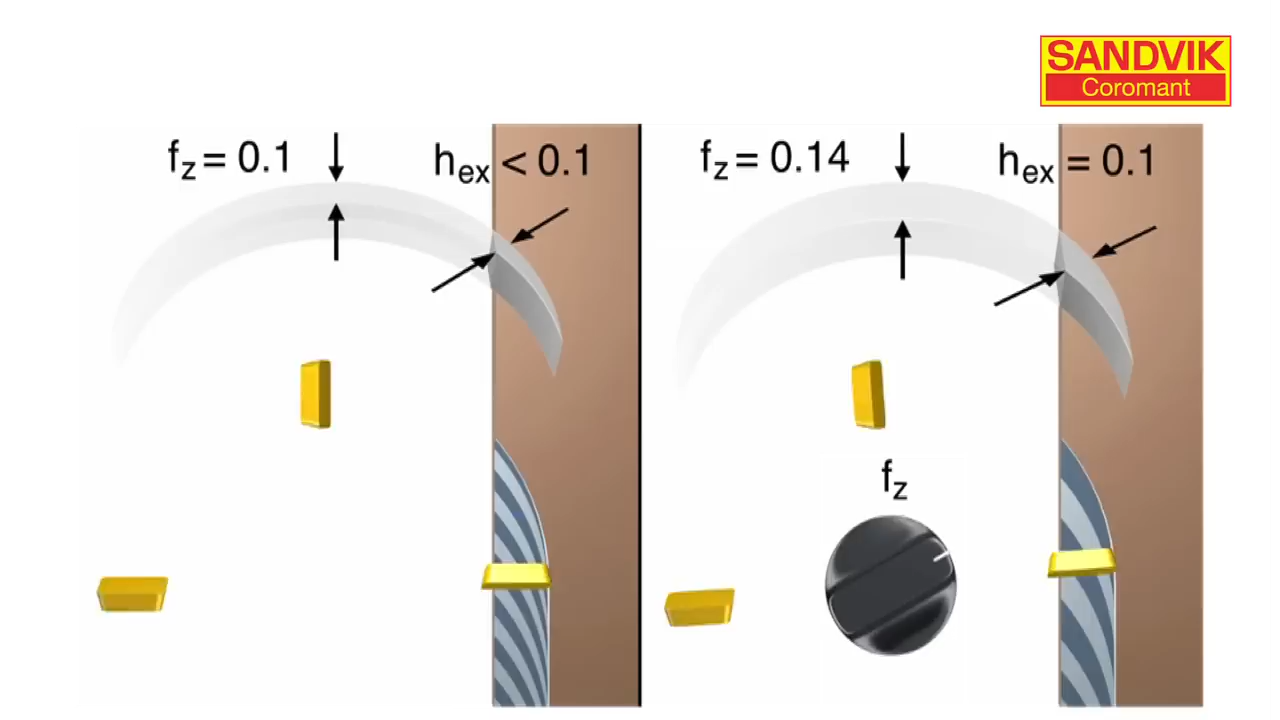 SANDVIK
Coromant
fz = 0.1
hex < 0.1
fz = 0.14
hex = 0.1
fz